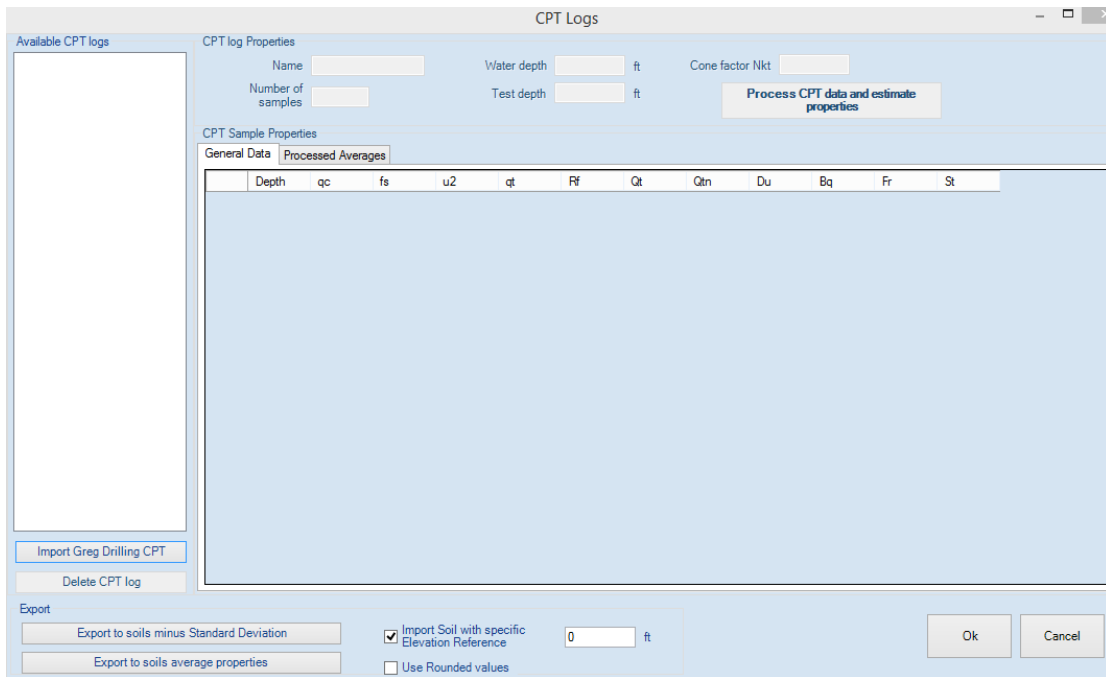 CPT Logs
Available CPT logs
CPT log Properties
Name
Water depth
ft
Cone factor Nkt
Number of
samples
Test depth
ft
Process CPT data and estimate
properties
CPT Sample Properties
General Data
Processed Averages
Depth qc fs u2 qt Rf Qt Qtn Du Bq Fr St
Import Greg Drilling CPT
Delete CPT log
Export
Export to soils minus Standard Deviation
Export to soils average properties
Import Soil with specific
Elevation Reference
0
ft
Use Rounded values
Ok
Cancel